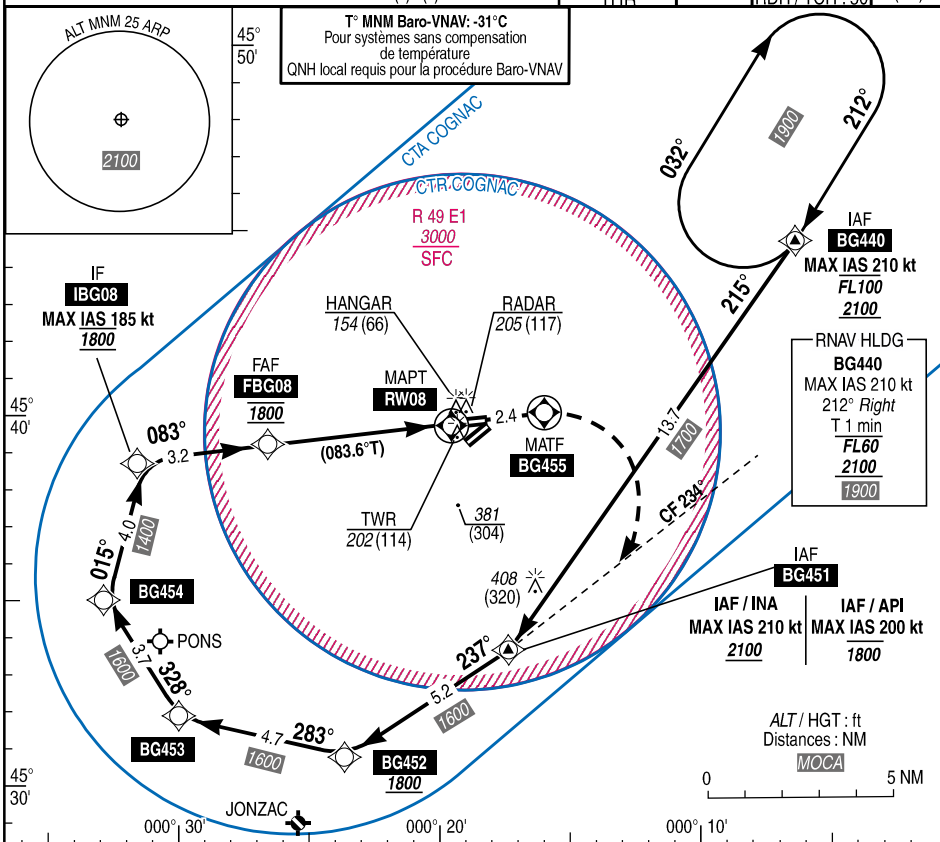 THR
RDH / TCH : 50
ALT MNM 25 ARP
2100
45°
50'
T° MNM Baro-VNAV: -31°C
Pour systèmes sans compensation
de température
QNH local requis pour la procédure Baro-VNAV
CTA COGNAC
CTR COGNAC
R 49 E1
3000
SFC
032°
1900
212°
IAF
BG440
MAX IAS 210 kt
FL100
2100
215°
RNAV HLDG
BG440
MAX IAS 210 kt
212° Right
T 1 min
FL60
2100
1900
IF
IBG08
MAX IAS 185 kt
1800
HANGAR
154 (66)
RADAR
205 (117)
FAF
FBG08
1800
MAPT
RW08
45°
40'
083°
3.2
(083.6°T)
2.4
MATF
BG455
13.7
1700
CF 234°
TWR
202 (114)
381
(304)
4.0
1400
015°
BG454
408
(320)
IAF
BG451
IAF / INA
MAX IAS 210 kt
2100
IAF / API
MAX IAS 200 kt
1800
PONS
3.7
1600
328°
237°
5.2
1600
BG453
4.7
283°
1600
BG452
1800
ALT / HGT : ft
Distances : NM
MOCA
0
5 NM
45°
30'
JONZAC
000° 30'
000° 20'
000° 10'